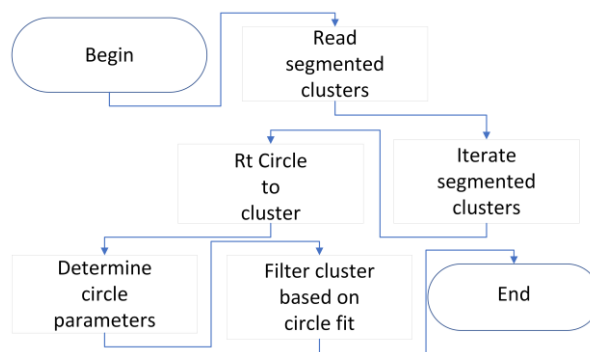 Begin
Read
segmented
clusters
Iterate
segmented
clusters
Rt Circle
to
cluster
Determine
circle
parameters
Filter cluster
based on
circle fit
End